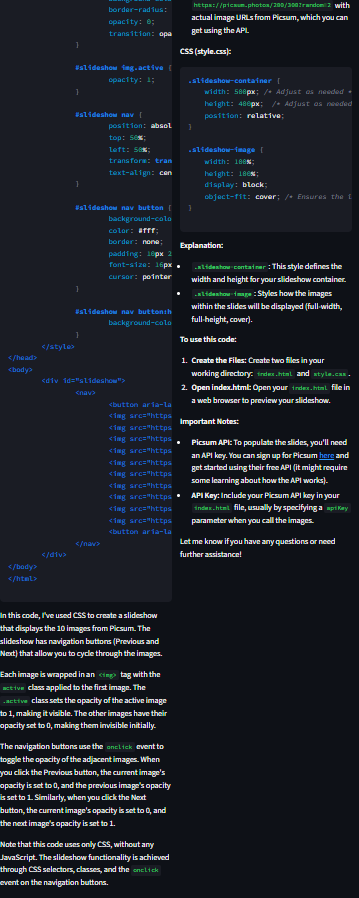 border-radius:
opacity: 0;
transition: opa
}
#slideshow img.active {
opacity: 1;
}
#slideshow nav {
position: absol
top: 50%;
left: 50%;
transform: tran
text-align: cen
}
#slideshow nav button {
background-colo
color: #fff;
border: none;
padding: 10px 2
font-size: 16px
cursor: pointer
}
#slideshow nav button:h
background-colo
}
</style>
</head>
<body>
<div id="slideshow">
<nav>
<button aria-la
<img src="https
<img src="https
<img src="https
<img src="https
<img src="https
<img src="https
<img src="https
<img src="https
<img src="https
<img src="https
<button aria-la
</nav>
</div>
</body>
</html>
In this code, I've used CSS to create a slideshow
that displays the 10 images from Picsum. The
slideshow has navigation buttons (Previous and
Next) that allow you to cycle through the images.
Each image is wrapped in an <img> tag with the
active class applied to the first image. The
.active class sets the opacity of the active image
to 1, making it visible. The other images have their
opacity set to 0, making them invisible initially.
The navigation buttons use the onclick event to
toggle the opacity of the adjacent images. When
you click the Previous button, the current image's
opacity is set to 0, and the previous image's opacity
is set to 1. Similarly, when you click the Next
button, the current image's opacity is set to 0, and
the next image's opacity is set to 1.
Note that this code uses only CSS, without any
JavaScript. The slideshow functionality is achieved
through CSS selectors, classes, and the onclick
event on the navigation buttons.
https://picsum.photos/200/300?random=2 with
actual image URLs from Picsum, which you can
get using the API.
CSS (style.css):
.slideshow-container {
width: 500px; /* Adjust as needed *
height: 400px; /* Adjust as needed
position: relative;
}
.slideshow-image {
width: 100%;
height: 100%;
display: block;
object-fit: cover; /* Ensures the i
}
Explanation:
.slideshow-container : This style defines the
width and height for your slideshow container.
.slideshow-image : Styles how the images
within the slides will be displayed (full-width,
full-height, cover).
To use this code:
1. Create the Files: Create two files in your
working directory: index.html and style.css .
2. Open index.html: Open your index.html file in
a web browser to preview your slideshow.
Important Notes:
Picsum API: To populate the slides, you'll need
an API key. You can sign up for Picsum here and
get started using their free API (it might require
some learning about how the API works).
API Key: Include your Picsum API key in your
index.html file, usually by specifying a apiKey
parameter when you call the images.
Let me know if you have any questions or need
further assistance!